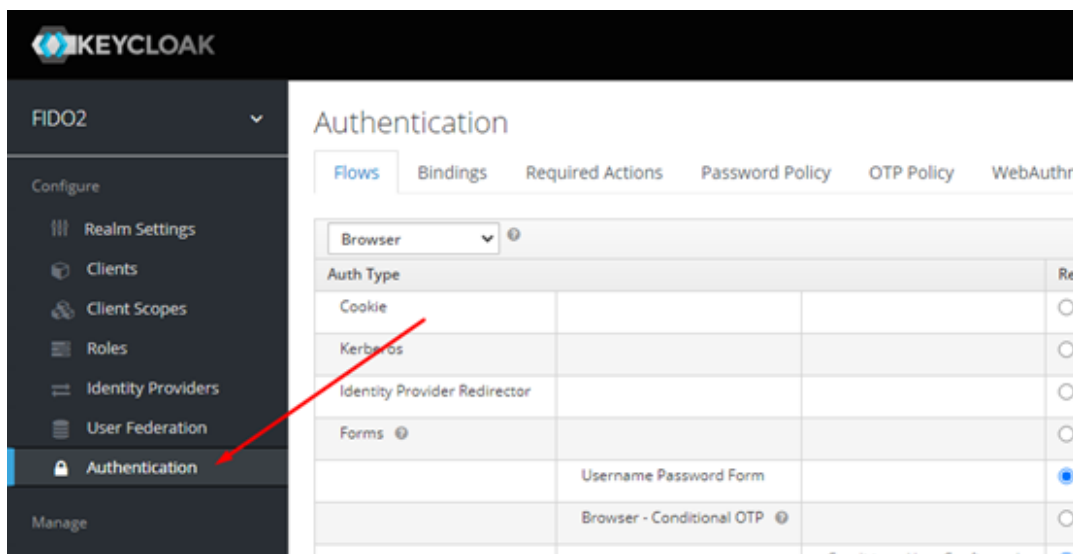 KEYCLOAK
FIDO2
Configure
Realm Settings
Clients
Client Scopes
Roles
Identity Providers
User Federation
Authentication
Manage
Authentication
Flows Bindings Required Actions Password Policy OTP Policy
Browser
Auth Type
Cookie
Kerberos
Identity Provider Redirector
Forms
Username Password Form
Browser - Conditional OTP